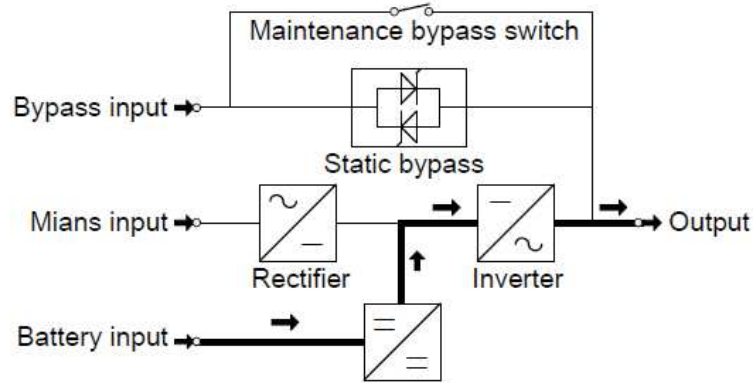 Maintenance bypass switch
Bypass input
Static bypass
Mians input
Output
Rectifier
Inverter
Battery input